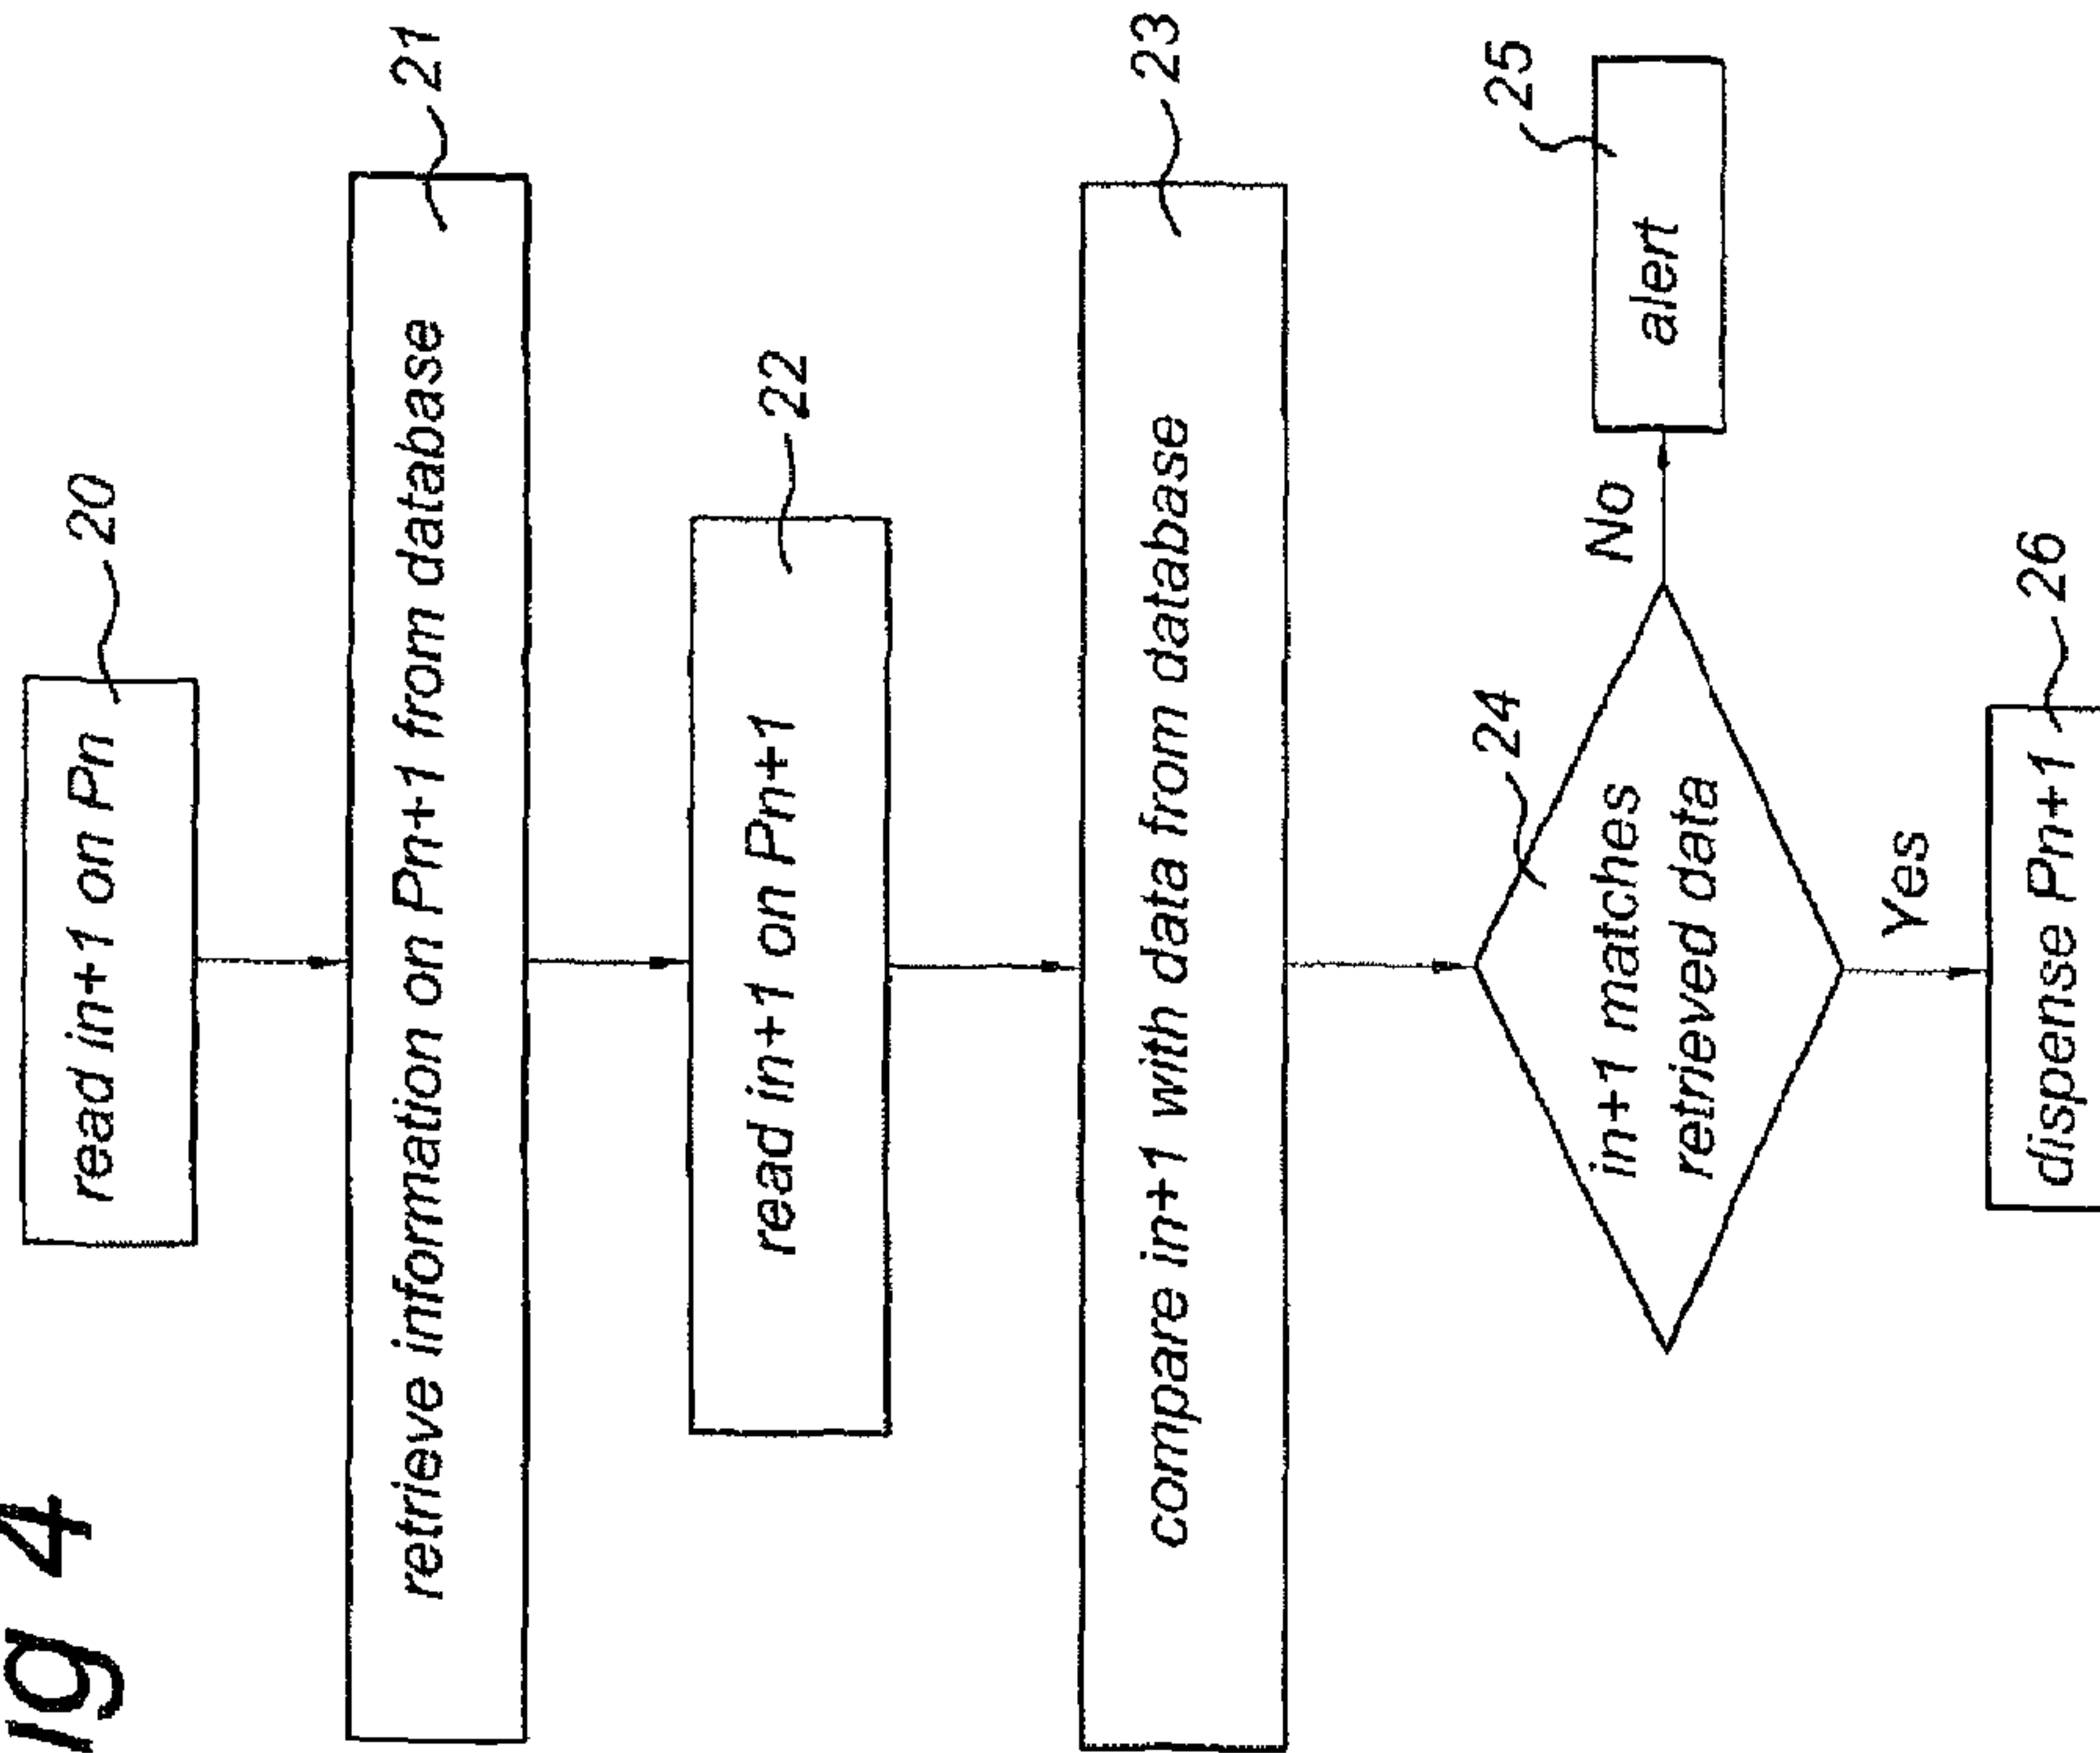 ig 4
read in+1 on Pn
20
retrieve information on Pn+1 from database
21
read in+1 on Pn+1
22
compare in+1 with data from database
23
24
in+1 matches
retrieved data
No
alert
25
Yes
dispense Pn+1
26